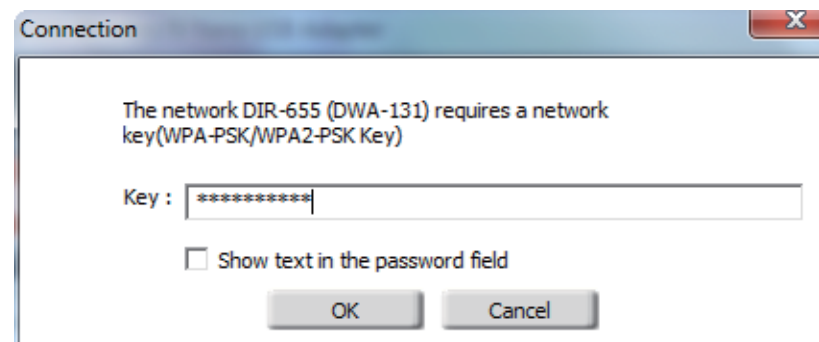 Connection
The network DIR-655 (DWA-131) requires a network
key(WPA-PSK/WPA2-PSK Key)
Key : **********
Show text in the password field
OK Cancel